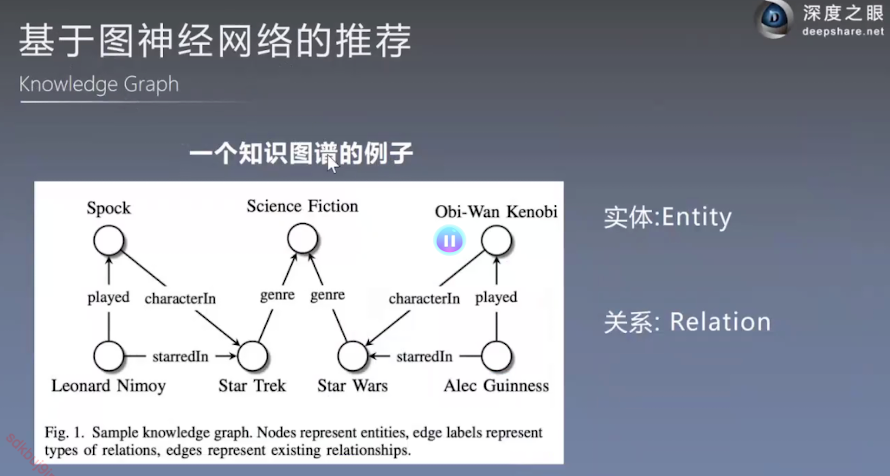 深度之眼
deepshare.net
基于图神经网络的推荐
Knowledge Graph
一个知识图谱的例子
Spock
Science Fiction
Obi-Wan Kenobi
played
characterIn
genre
genre
characterIn
played
starredIn
starredIn
Leonard Nimoy
Star Trek
Star Wars
Alec Guinness
Fig. 1. Sample knowledge graph. Nodes represent entities, edge labels represent
types of relations, edges represent existing relationships.
实体:Entity
关系: Relation